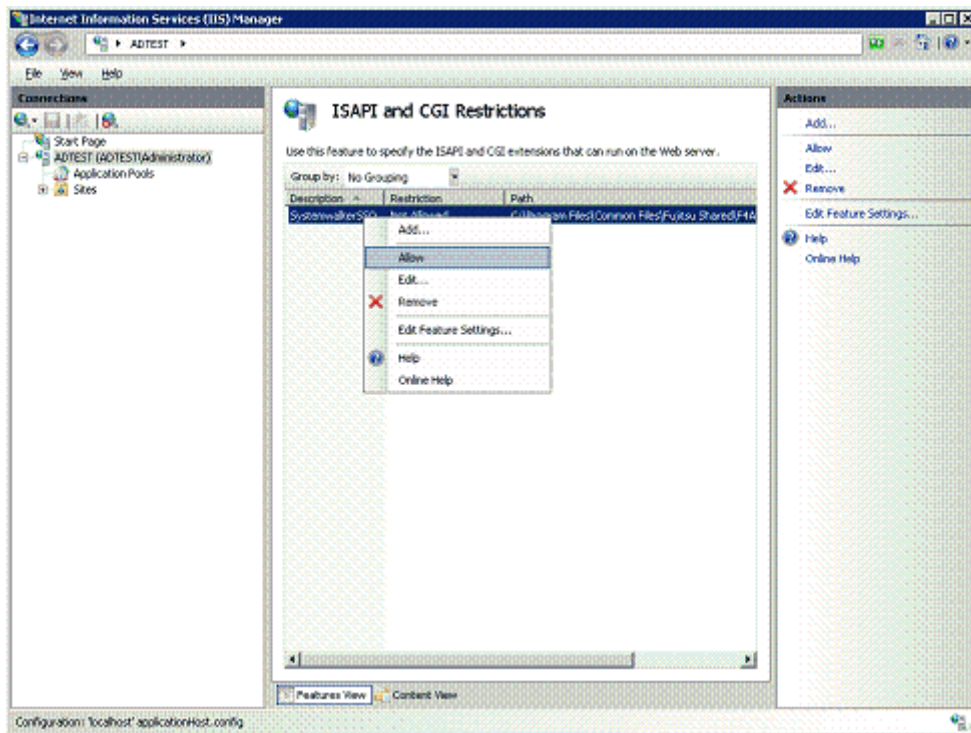 Internet Information Services (IIS) Manager
ADTEST
File View Help
Connections
Start Page
ADTEST (ADTEST\Administrator)
Application Pools
Sites
ISAPI and CGI Restrictions
Use this feature to specify the ISAPI and CGI extensions that can run on the Web server.
Group by: No Grouping
Description Restriction Path
SystemwalkerSSO Not Allowed C:\Program Files\Common Files\Fujitsu Shared\F4A
Add...
Allow
Edit...
Remove
Edit Feature Settings...
Help
Online Help
Features View Content View
Actions
Add...
Allow
Edit...
Remove
Edit Feature Settings...
Help
Online Help
Configuration: 'localhost' applicationHost.config